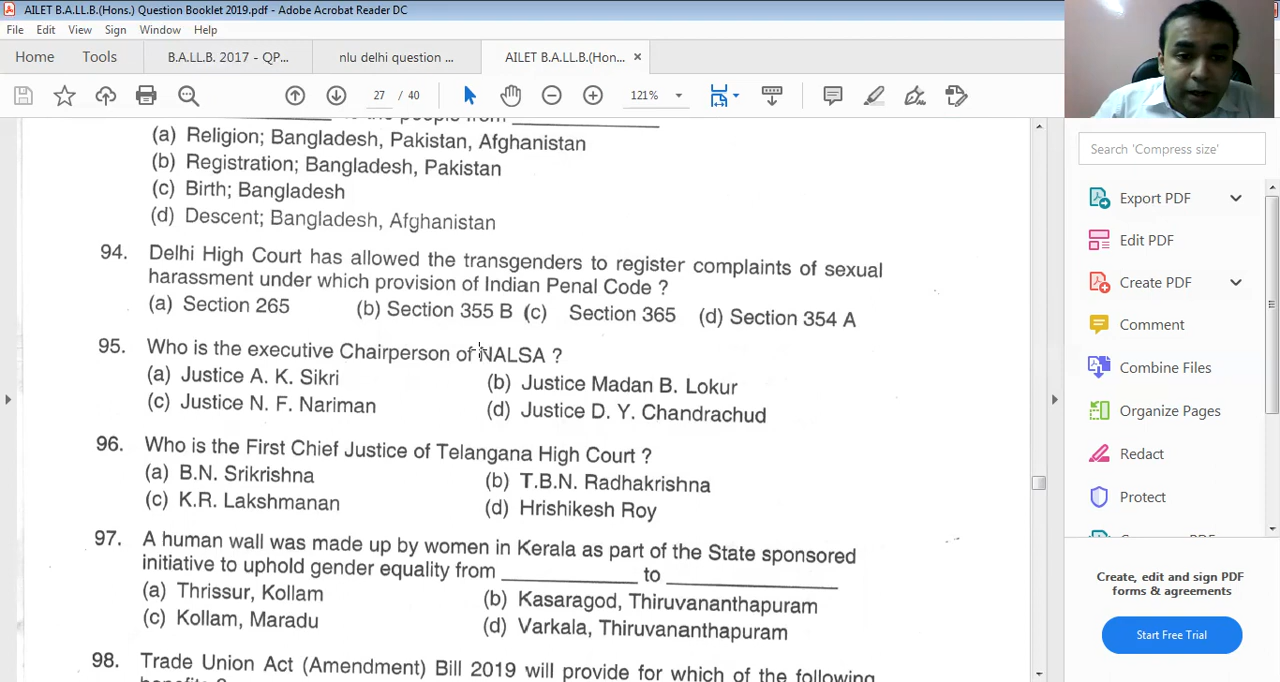 AILET B.A.LL.B.(Hons.) Question Booklet 2019.pdf - Adobe Acrobat Reader DC
File Edit View Sign Window Help
Home Tools B.A.LL.B. 2017 - QP... nlu delhi question ... AILET B.A.LL.B.(Hon... ×
27 / 40 121%
to the people from
(a) Religion; Bangladesh, Pakistan, Afghanistan
(b) Registration; Bangladesh, Pakistan
(c) Birth; Bangladesh
(d) Descent; Bangladesh, Afghanistan
94. Delhi High Court has allowed the transgenders to register complaints of sexual
harassment under which provision of Indian Penal Code ?
(a) Section 265 (b) Section 355 B (c) Section 365 (d) Section 354 A
95. Who is the executive Chairperson of NALSA ?
(a) Justice A. K. Sikri (b) Justice Madan B. Lokur
(c) Justice N. F. Nariman (d) Justice D. Y. Chandrachud
96. Who is the First Chief Justice of Telangana High Court ?
(a) B.N. Srikrishna (b) T.B.N. Radhakrishna
(c) K.R. Lakshmanan (d) Hrishikesh Roy
97. A human wall was made up by women in Kerala as part of the State sponsored
initiative to uphold gender equality from ____________ to ____________
(a) Thrissur, Kollam (b) Kasaragod, Thiruvananthapuram
(c) Kollam, Maradu (d) Varkala, Thiruvananthapuram
98. Trade Union Act (Amendment) Bill 2019 will provide for which of the following
Search 'Compress size'
Export PDF
Edit PDF
Create PDF
Comment
Combine Files
Organize Pages
Redact
Protect
Create, edit and sign PDF
forms & agreements
Start Free Trial